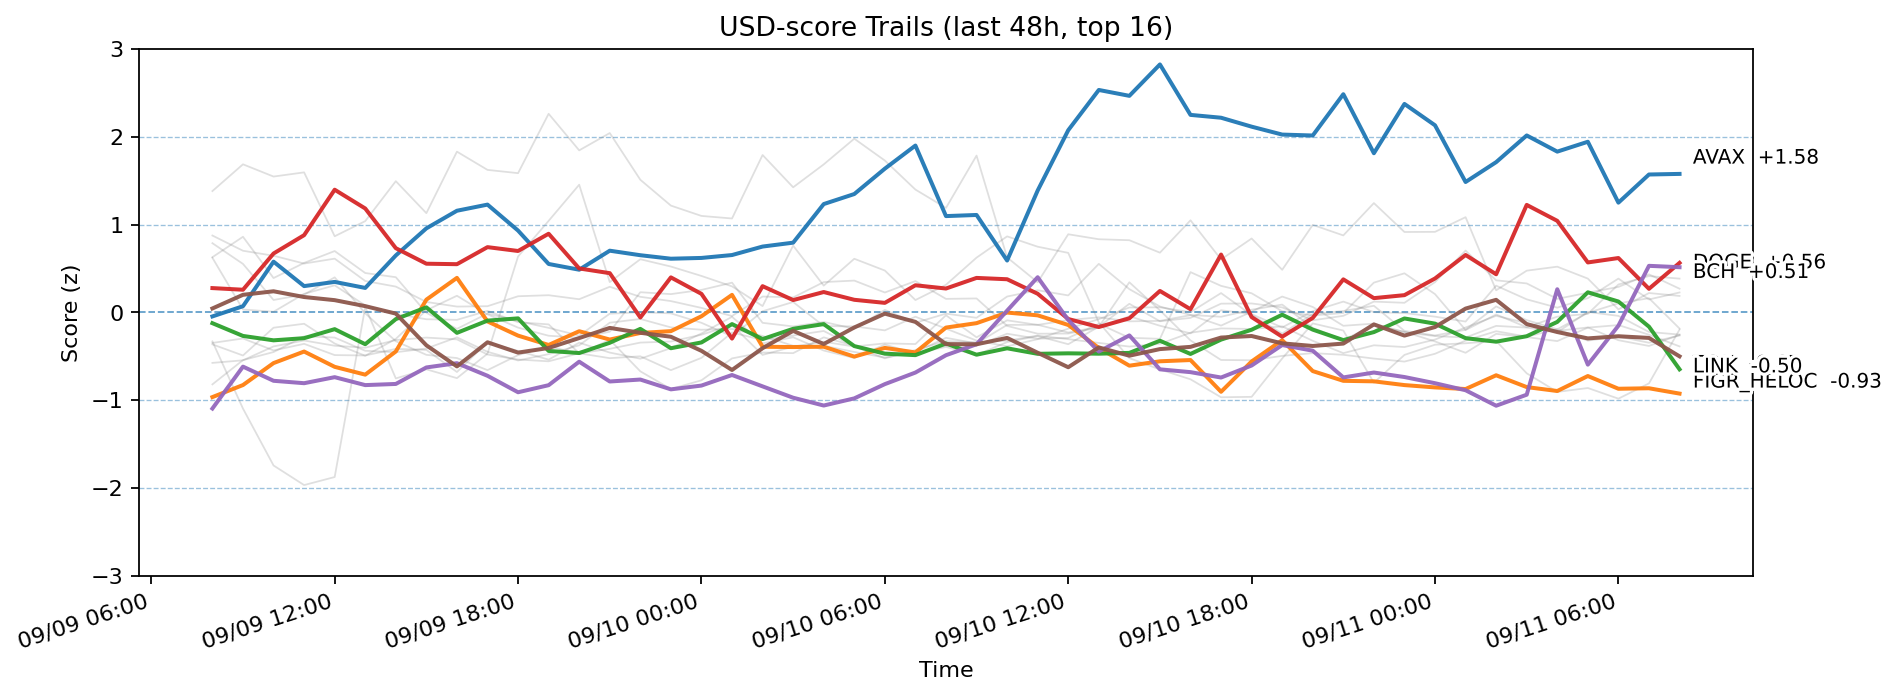 USD-score Trails (last 48h, top 16)
Score (z)
3
2
1
0
−1
−2
−3
AVAX +1.58
DOGE +0.56
BCH +0.51
LINK -0.50
FIGR_HELOC -0.93
09/09 06:00
09/09 12:00
09/09 18:00
09/10 00:00
09/10 06:00
09/10 12:00
09/10 18:00
09/11 00:00
09/11 06:00
Time